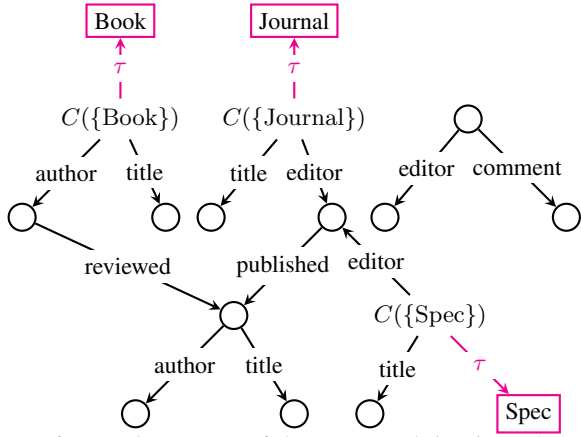 Book Journal
τ τ
C({Book}) C({Journal})
author title title editor editor comment
reviewed published editor
C({Spec})
author title title τ
Spec